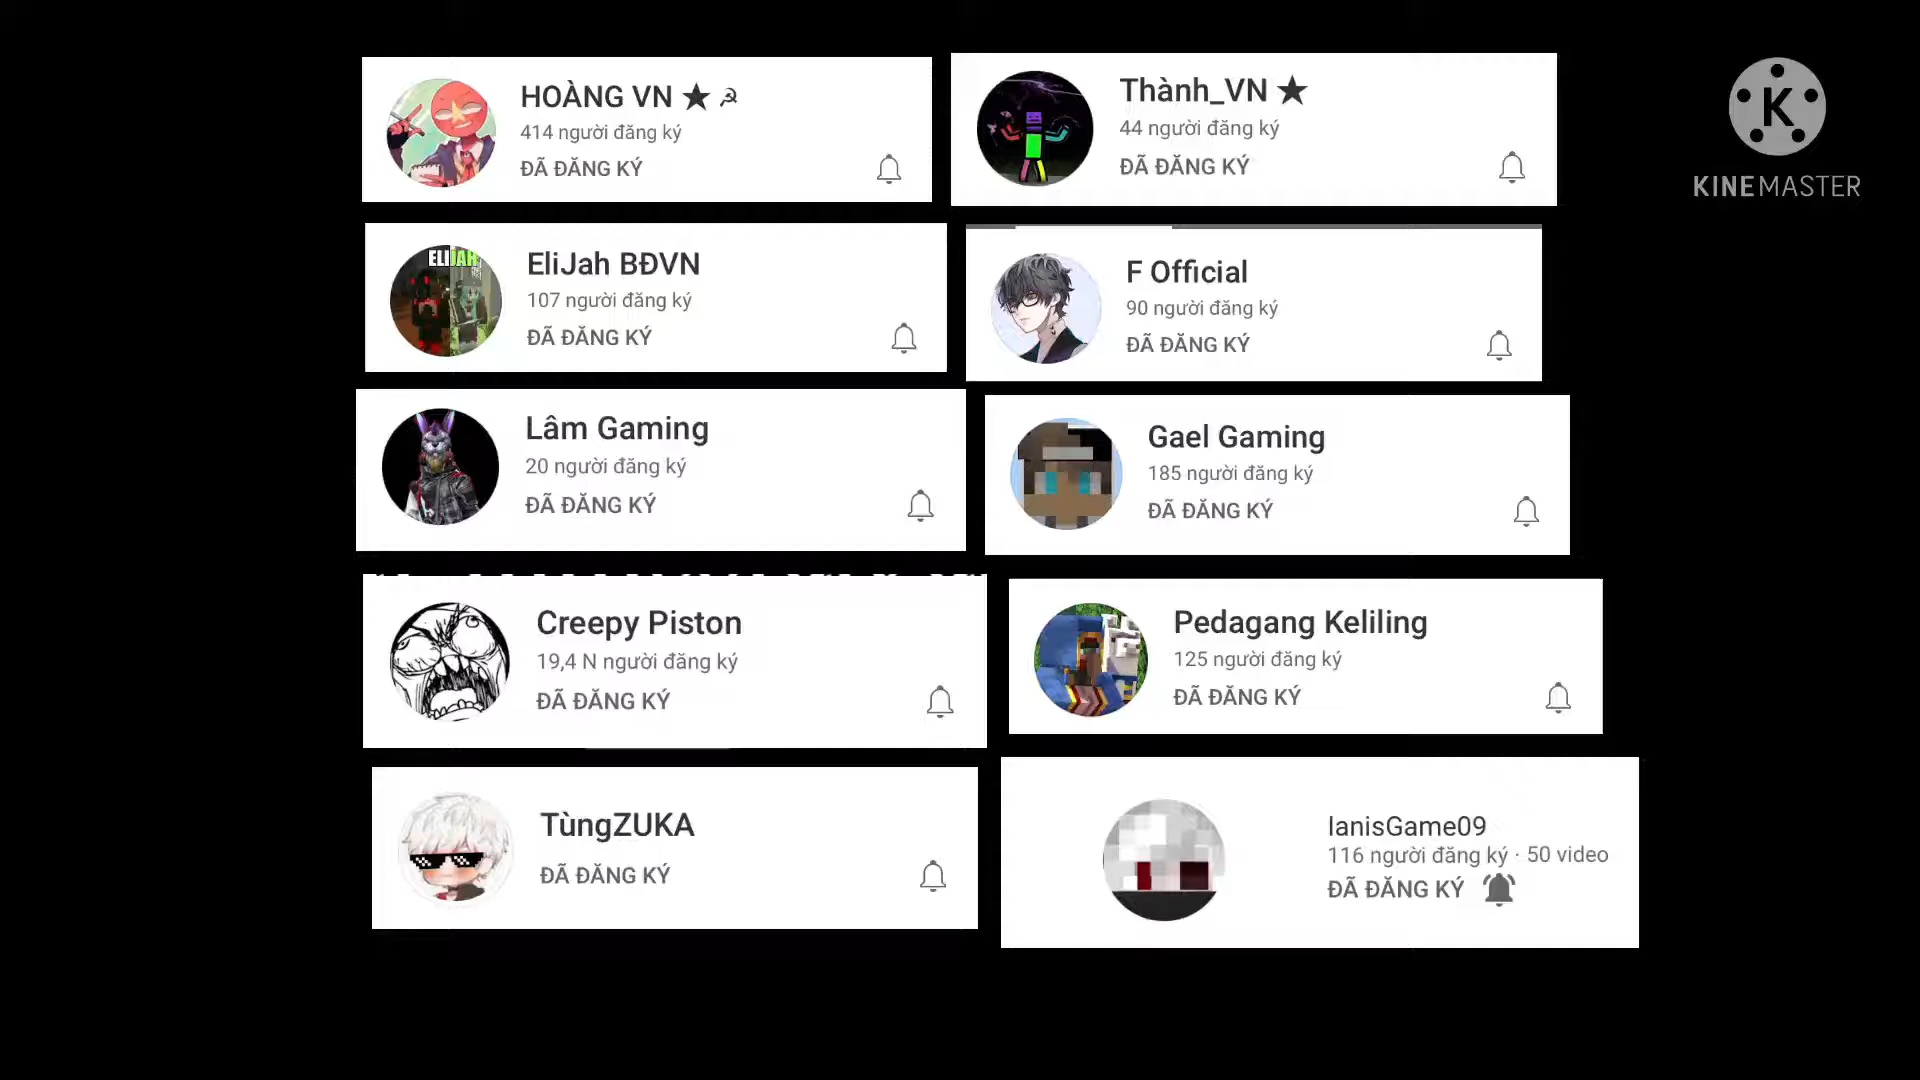 HOÀNG VN ★ ☭
414 người đăng ký
ĐÃ ĐĂNG KÝ
Thành_VN ★
44 người đăng ký
ĐÃ ĐĂNG KÝ
KINEMASTER
ELIJAH
EliJah BĐVN
107 người đăng ký
ĐÃ ĐĂNG KÝ
F Official
90 người đăng ký
ĐÃ ĐĂNG KÝ
Lâm Gaming
20 người đăng ký
ĐÃ ĐĂNG KÝ
Gael Gaming
185 người đăng ký
ĐÃ ĐĂNG KÝ
Creepy Piston
19,4 N người đăng ký
ĐÃ ĐĂNG KÝ
Pedagang Keliling
125 người đăng ký
ĐÃ ĐĂNG KÝ
TùngZUKA
ĐÃ ĐĂNG KÝ
IanisGame09
116 người đăng ký · 50 video
ĐÃ ĐĂNG KÝ